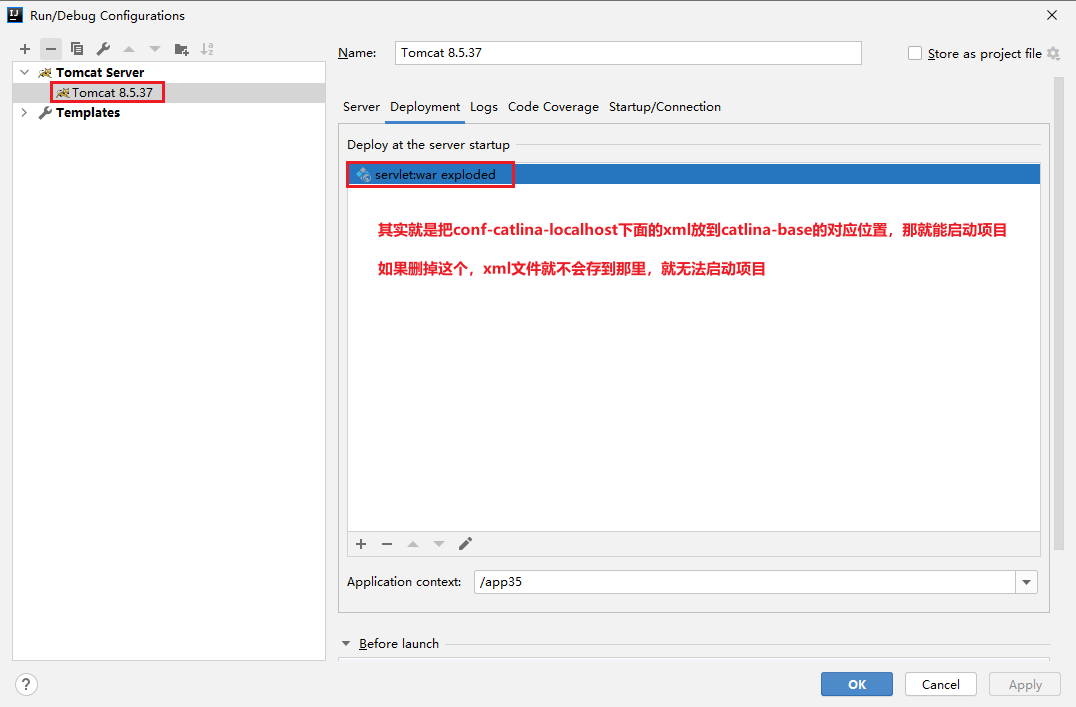 Run/Debug Configurations
Name:
Tomcat 8.5.37
Store as project file
Tomcat Server
Tomcat 8.5.37
Templates
Server
Deployment
Logs
Code Coverage
Startup/Connection
Deploy at the server startup
servlet:war exploded
其实就是把conf-catlina-localhost下面的xml放到catlina-base的对应位置，那就能启动项目
如果删掉这个，xml文件就不会存到那里，就无法启动项目
Application context:
/app35
Before launch
?
OK
Cancel
Apply